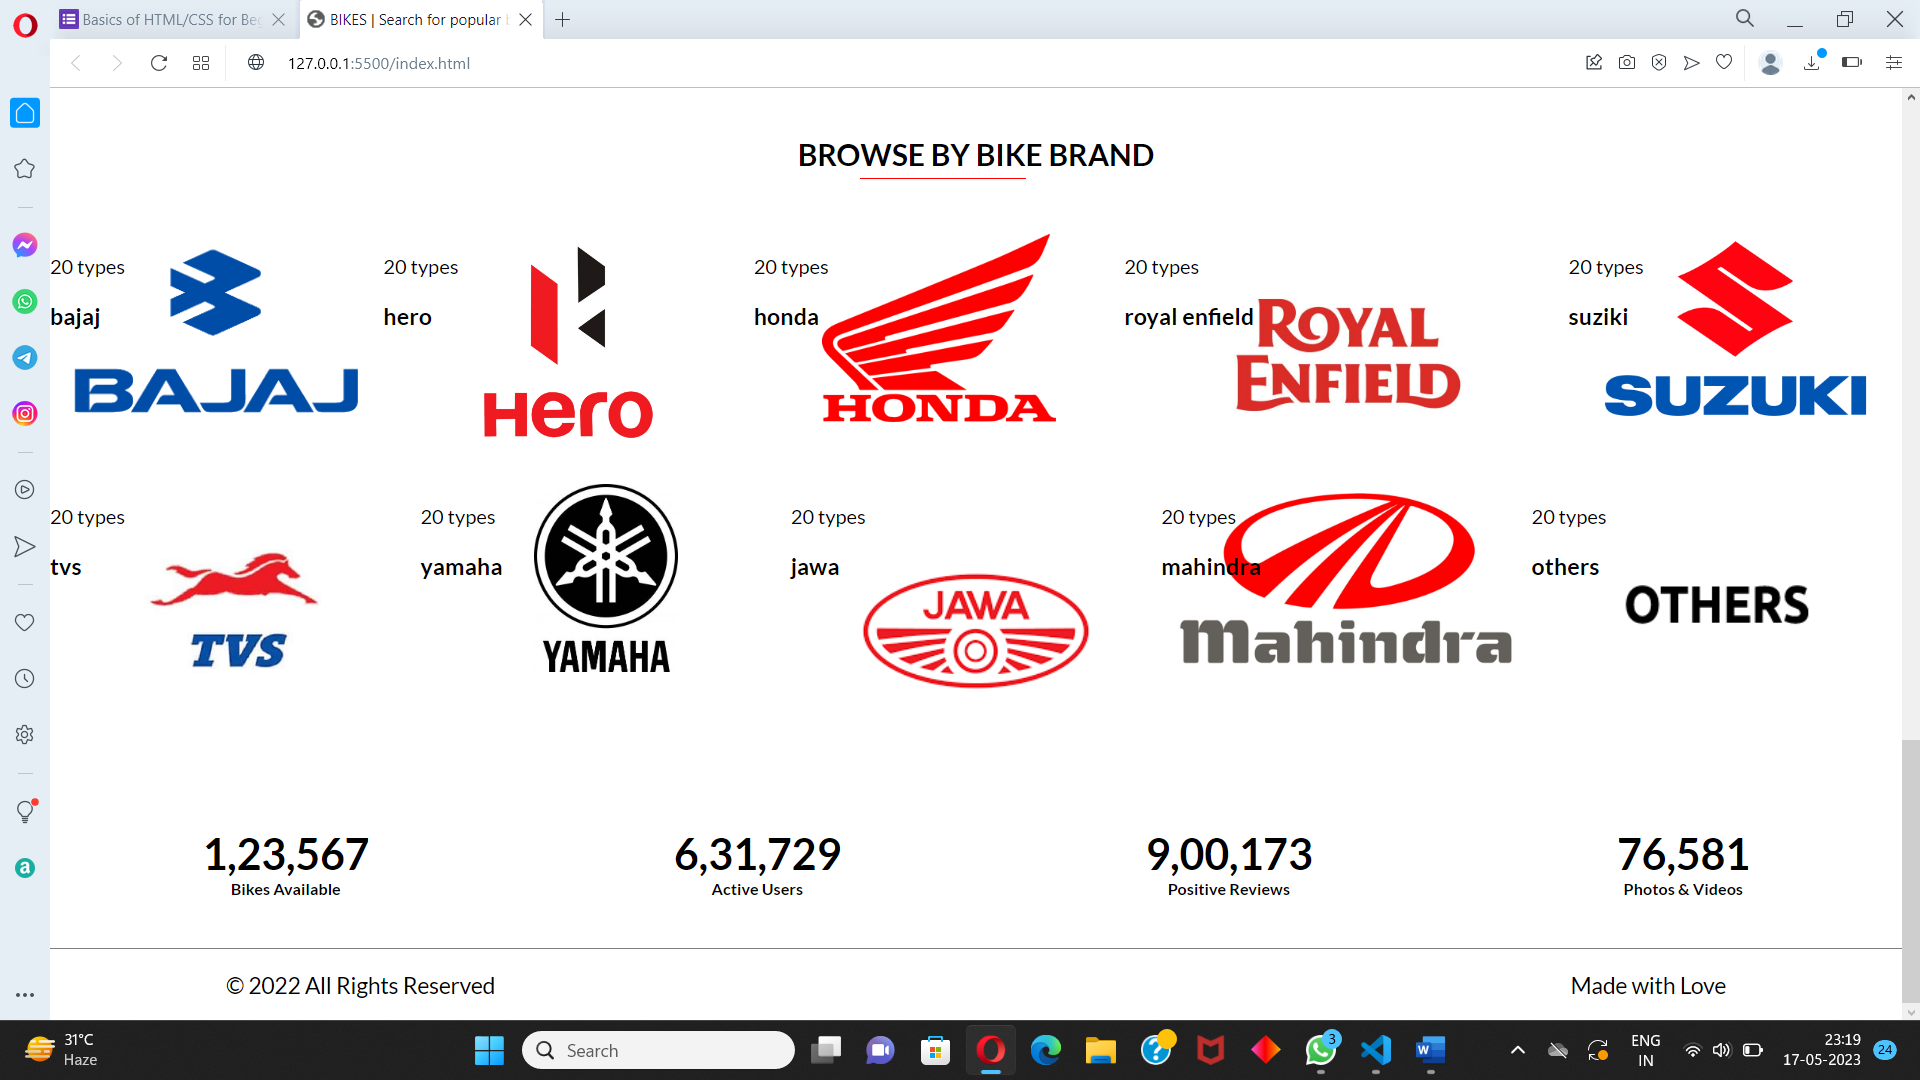 Basics of HTML/CSS for Beg
BIKES | Search for popular b
127.0.0.1:5500/index.html
BROWSE BY BIKE BRAND
20 types
bajaj
BAJAJ
20 types
hero
Hero
20 types
honda
HONDA
20 types
royal enfield
ROYAL
ENFIELD
20 types
suziki
SUZUKI
20 types
tvs
TVS
20 types
yamaha
YAMAHA
20 types
jawa
JAWA
20 types
mahindra
Mahindra
20 types
others
OTHERS
1,23,567
Bikes Available
6,31,729
Active Users
9,00,173
Positive Reviews
76,581
Photos & Videos
© 2022 All Rights Reserved
Made with Love
31°C
Haze
Search
3
ENG
IN
23:19
17-05-2023
24